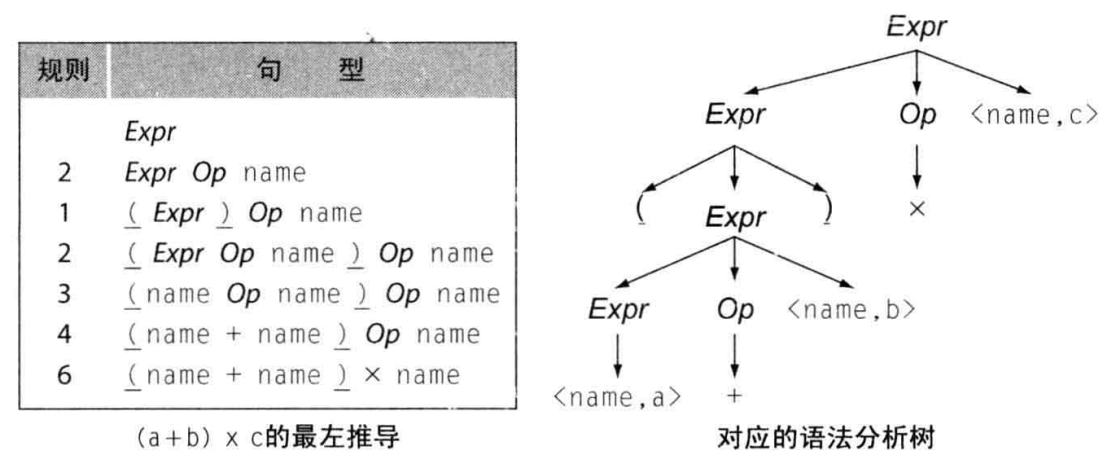 规则 句 型
Expr
2 Expr Op name
1 ( Expr ) Op name
2 ( Expr Op name ) Op name
3 (name Op name ) Op name
4 (name + name ) Op name
6 (name + name ) × name
(a+b) x c的最左推导
Expr
Expr Op <name,c>
( Expr ) ×
Expr Op <name,b>
<name,a> +
对应的语法分析树